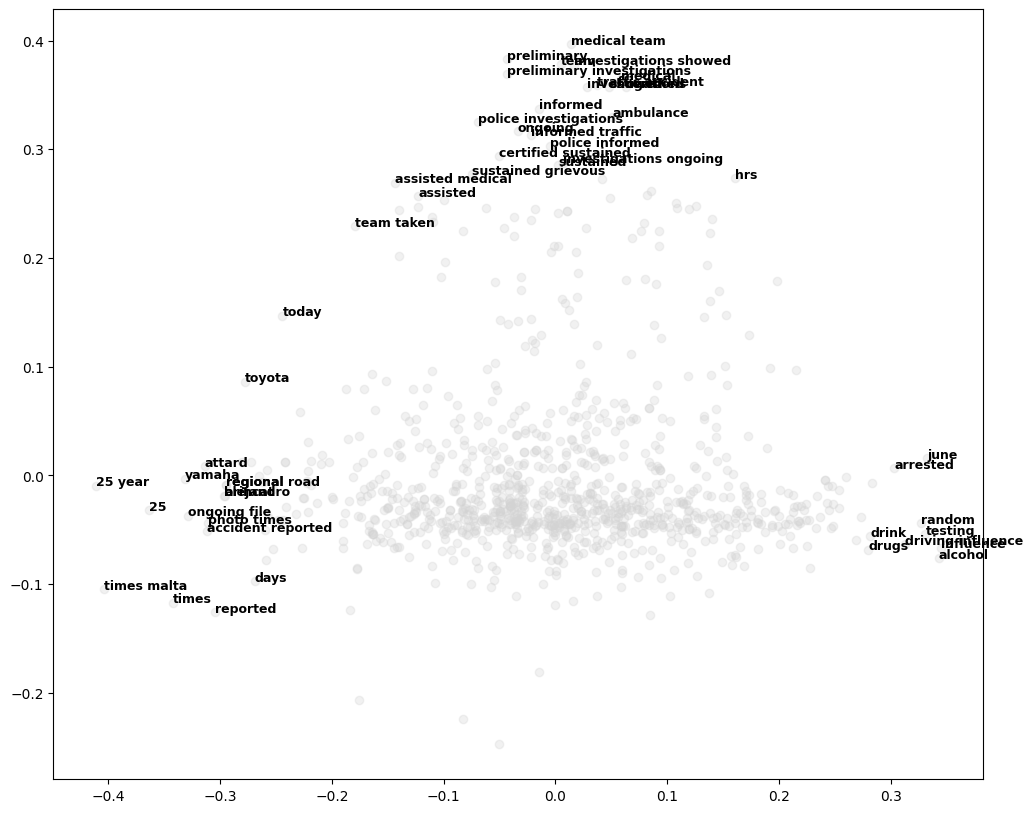 0.4
medical team
preliminary
investigations showed
preliminary investigations
informed
ambulance
police investigations
ongoing
informed traffic
police informed
certified sustained
investigations ongoing
sustained
0.3
sustained grievous
hrs
assisted medical
assisted
team taken
0.2
today
0.1
toyota
june
attard
arrested
yamaha
0.0
25 year
regional road
25
ongoing file
photo times
random
accident reported
testing
drink
driving influence
influence
drugs
alcohol
days
−0.1
times malta
times
reported
−0.2
−0.4
−0.3
−0.2
−0.1
0.0
0.1
0.2
0.3